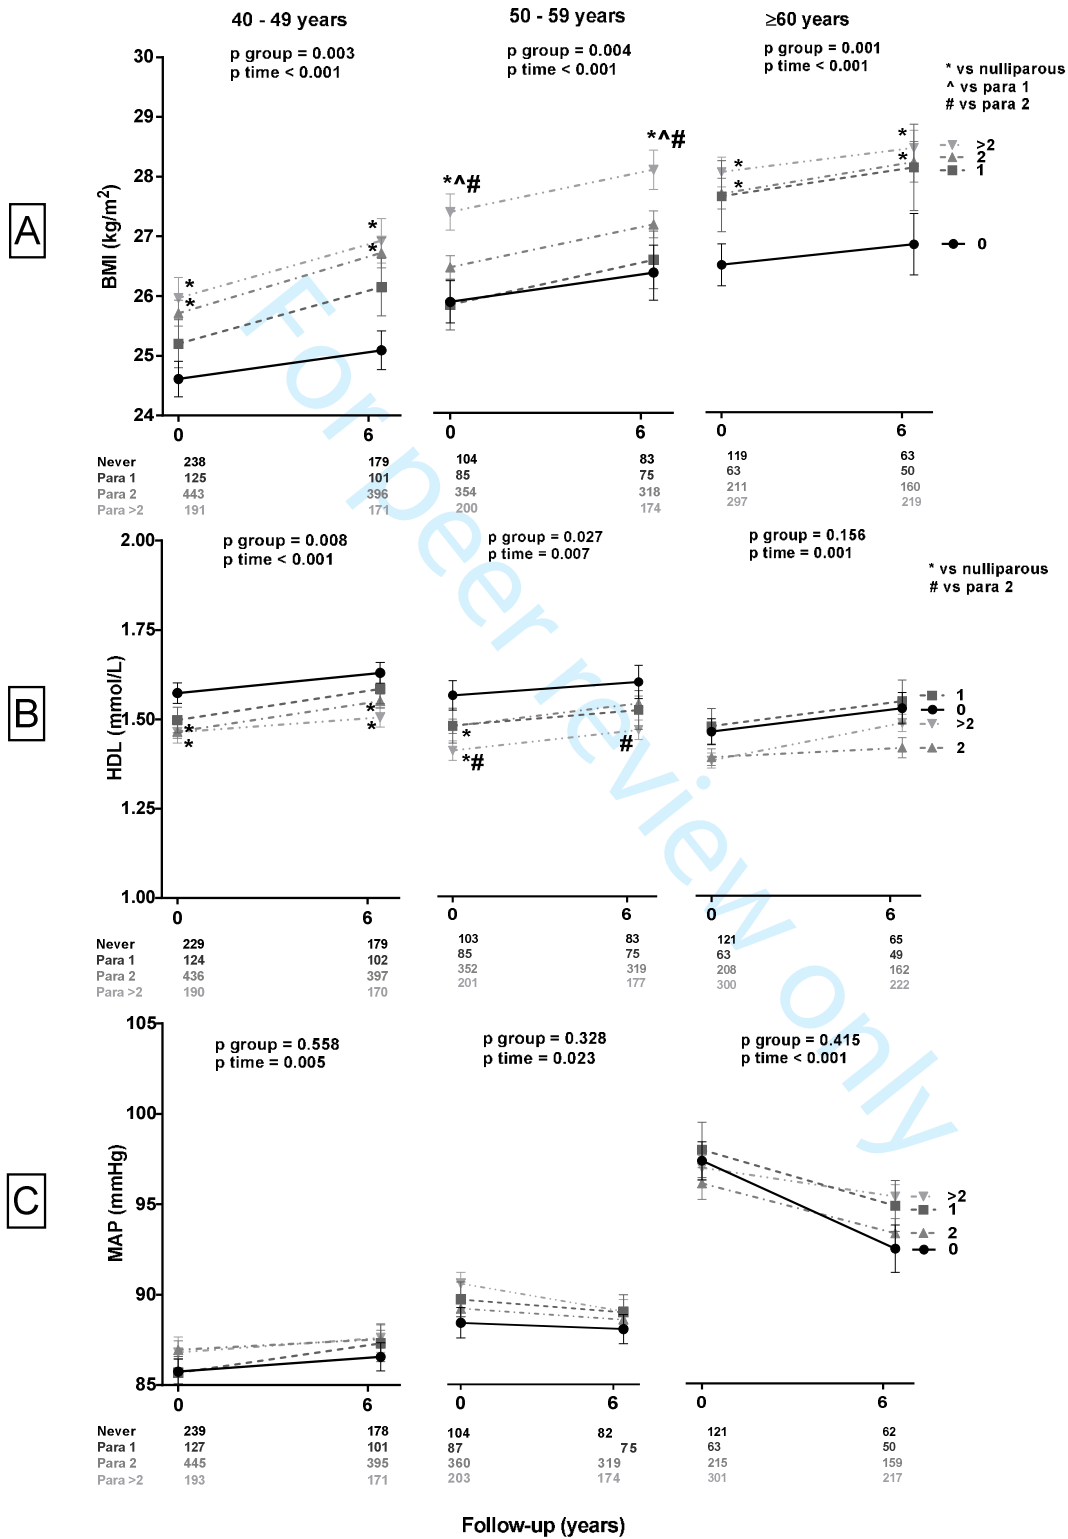 40 - 49 years
50 - 59 years
≥60 years
p group = 0.003
p time < 0.001
p group = 0.004
p time < 0.001
p group = 0.001
p time < 0.001
* vs nulliparous
^ vs para 1
# vs para 2
A
BMI (kg/m²)
30
29
28
27
26
25
24
*
*
*
*
*^#
*^#
*
*
*
*
>2
2
1
0
0 6
0 6
0 6
Never 238 179 104 83 119 63
Para 1 125 101 85 75 63 50
Para 2 443 396 354 318 211 160
Para >2 191 171 200 174 297 219
p group = 0.008
p time < 0.001
p group = 0.027
p time = 0.007
p group = 0.156
p time = 0.001
* vs nulliparous
# vs para 2
B
HDL (mmol/L)
2.00
1.75
1.50
1.25
1.00
*
*
*
*
*
*#
#
1
0
>2
2
0 6
0 6
0 6
Never 229 179 103 83 121 65
Para 1 124 102 85 75 63 49
Para 2 436 397 352 319 208 162
Para >2 190 170 201 177 300 222
p group = 0.558
p time = 0.005
p group = 0.328
p time = 0.023
p group = 0.415
p time < 0.001
C
MAP (mmHg)
105
100
95
90
85
>2
1
2
0
0 6
0 6
0 6
Never 239 178 104 82 121 62
Para 1 127 101 87 75 63 50
Para 2 445 395 360 319 215 159
Para >2 193 171 203 174 301 217
Follow-up (years)
For peer review only